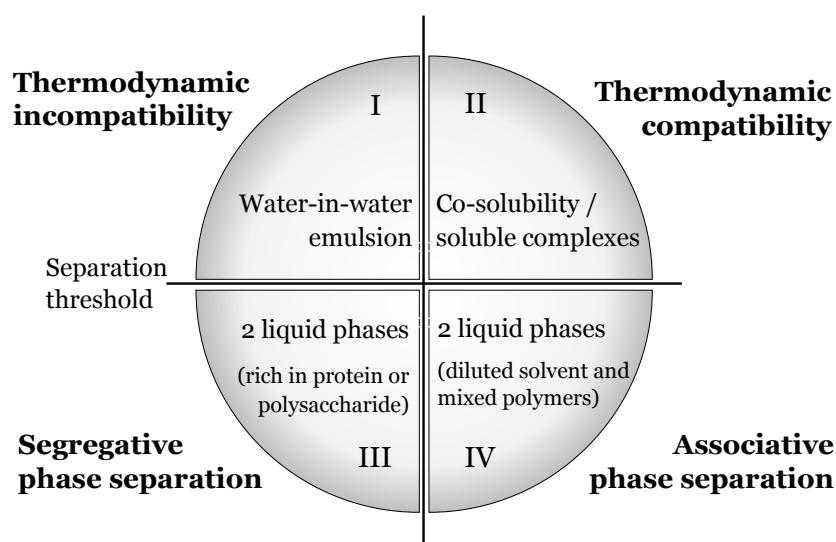 Thermodynamic
incompatibility
I
II
Thermodynamic
compatibility
Water-in-water
emulsion
Co-solubility /
soluble complexes
Separation
threshold
2 liquid phases
(rich in protein or
polysaccharide)
2 liquid phases
(diluted solvent and
mixed polymers)
Segregative
phase separation
III
IV
Associative
phase separation